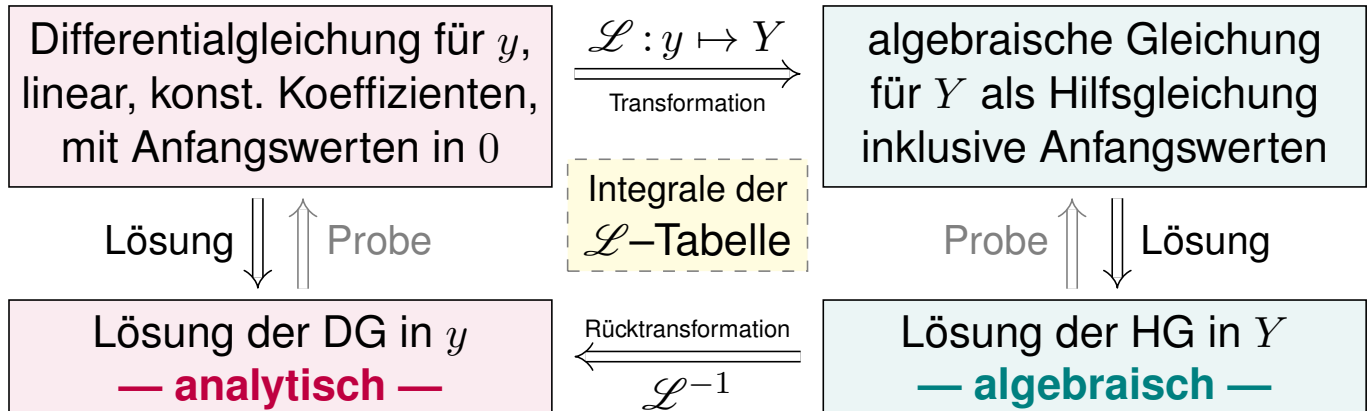 Differentialgleichung für y,
linear, konst. Koeffizienten,
mit Anfangswerten in 0
ℒ : y ↦ Y
Transformation
algebraische Gleichung
für Y als Hilfsgleichung
inklusive Anfangswerten
Integrale der
ℒ–Tabelle
Lösung
Probe
Probe
Lösung
Lösung der DG in y
— analytisch —
Rücktransformation
ℒ⁻¹
Lösung der HG in Y
— algebraisch —